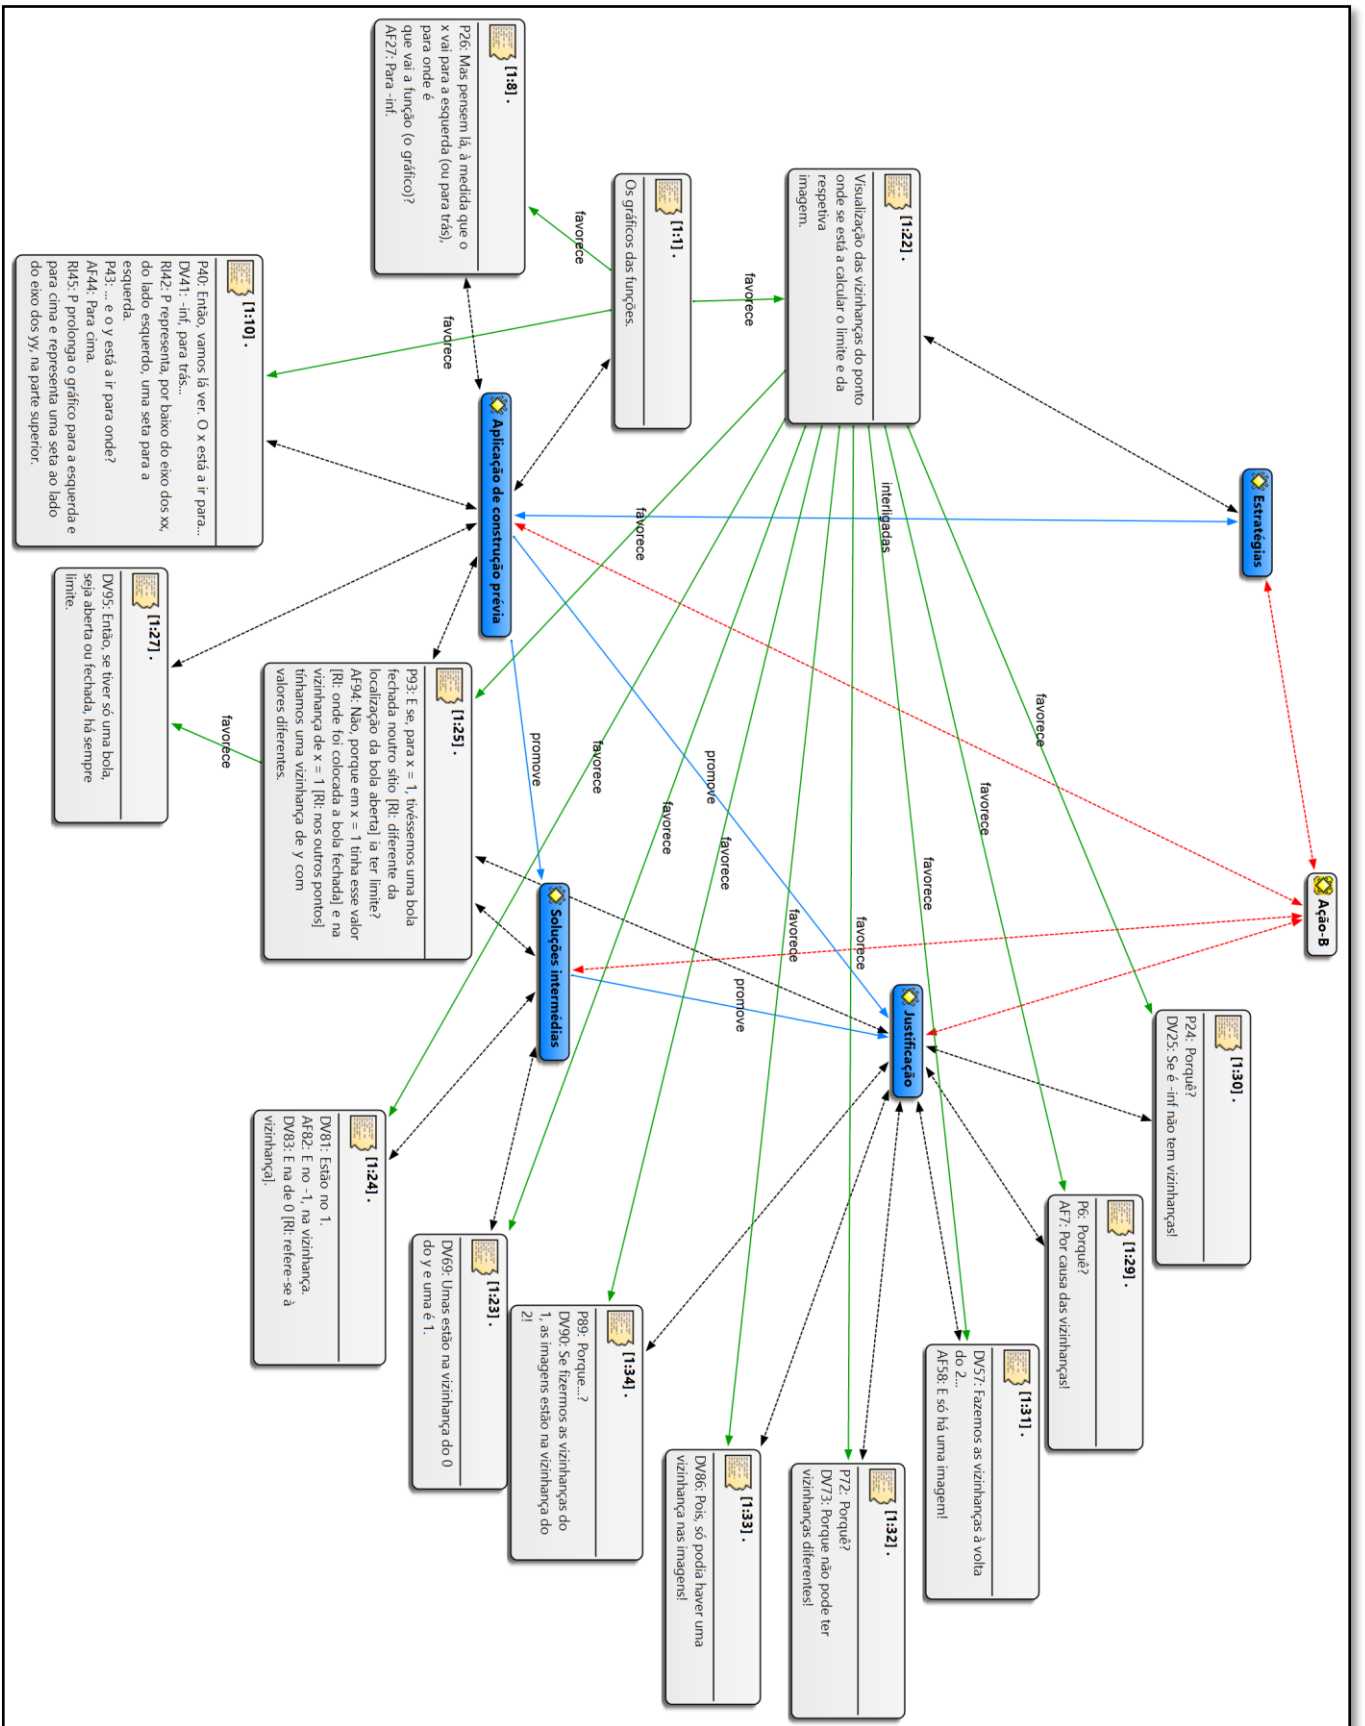 Ação-B
Estratégias
[1:30] .
P24: Porquê?
DV25: Se é -inf não tem vizinhanças!
[1:29] .
P6: Porquê?
AF7: Por causa das vizinhanças!
[1:31] .
DV57: Fazemos as vizinhanças à volta
do 2...
AF58: E só há uma imagem!
Justificação
[1:22] .
Visualização das vizinhanças do ponto
onde se está a calcular o limite e da
respetiva
imagem.
[1:32] .
P72: Porquê?
DV73: Porque não pode ter
vizinhanças diferentes!
[1:33] .
DV86: Pois, só podia haver uma
vizinhança nas imagens!
[1:1] .
Os gráficos das funções.
[1:34] .
P89: Porque...?
DV90: Se fizermos as vizinhanças do
1, as imagens estão na vizinhança do
2!
Soluções intermédias
[1:8] .
P26: Mas pensem lá, à medida que o
x vai para a esquerda (ou para trás),
para onde é
que vai a função (o gráfico)?
AF27: Para -inf.
Aplicação de construção prévia
[1:23] .
DV69: Umas estão na vizinhança do 0
do y e uma é 1.
[1:25] .
P93: E se, para x = 1, tivéssemos uma bola
fechada noutro sítio [RI: diferente da
localização da bola aberta] ia ter limite?
AF94: Não, porque em x = 1 tinha esse valor
[RI: onde foi colocada a bola fechada] e na
vizinhança de x = 1 [RI: nos outros pontos]
tínhamos uma vizinhança de y com
valores diferentes.
[1:24] .
DV81: Estão no 1.
AF82: E no -1, na vizinhança.
DV83: E na de 0 [RI: refere-se à
vizinhança].
[1:10] .
P40: Então, vamos lá ver. O x está a ir para...
DV41: -inf, para trás...
RI42: P representa, por baixo do eixo dos xx,
do lado esquerdo, uma seta para a
esquerda.
P43: ... e o y está a ir para onde?
AF44: Para cima.
RI45: P prolonga o gráfico para a esquerda e
para cima e representa uma seta ao lado
do eixo dos yy, na parte superior.
[1:27] .
DV95: Então, se tiver só uma bola,
seja aberta ou fechada, há sempre
limite.
favorece
favorece
favorece
interligadas
favorece
favorece
favorece
favorece
favorece
promove
promove
favorece
favorece
favorece
favorece
promove
favorece
favorece